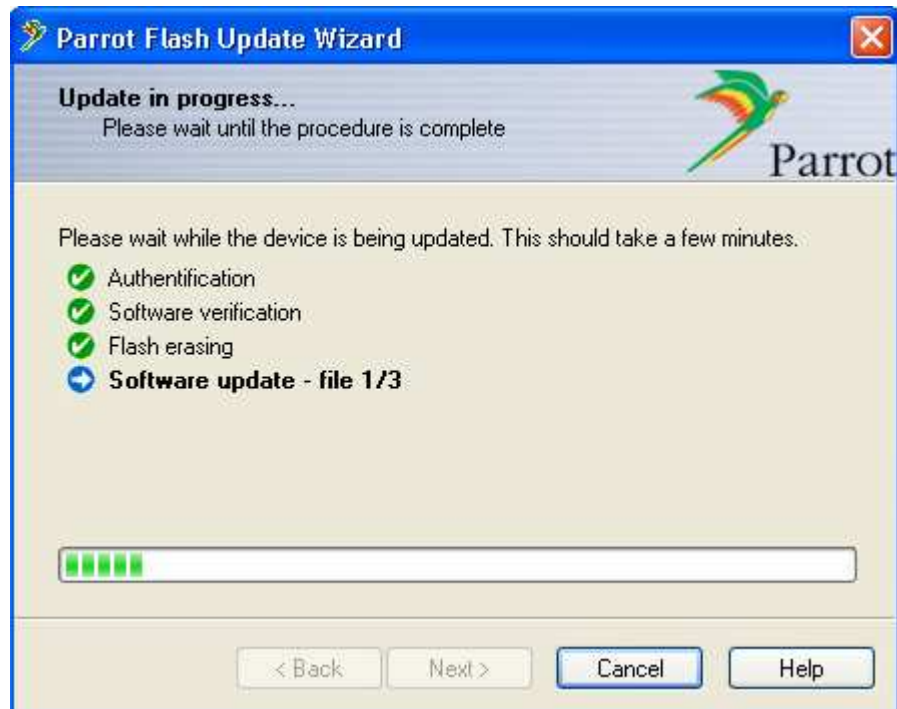 Parrot Flash Update Wizard
Update in progress...
Please wait until the procedure is complete
Parrot
Please wait while the device is being updated. This should take a few minutes.
Authentification
Software verification
Flash erasing
Software update - file 1/3
< Back Next > Cancel Help